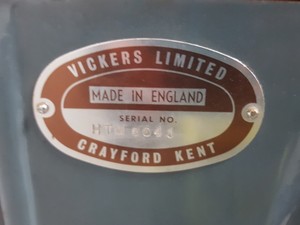 VICKERS LIMITED
MADE IN ENGLAND
SERIAL NO.
CRAYFORD KENT